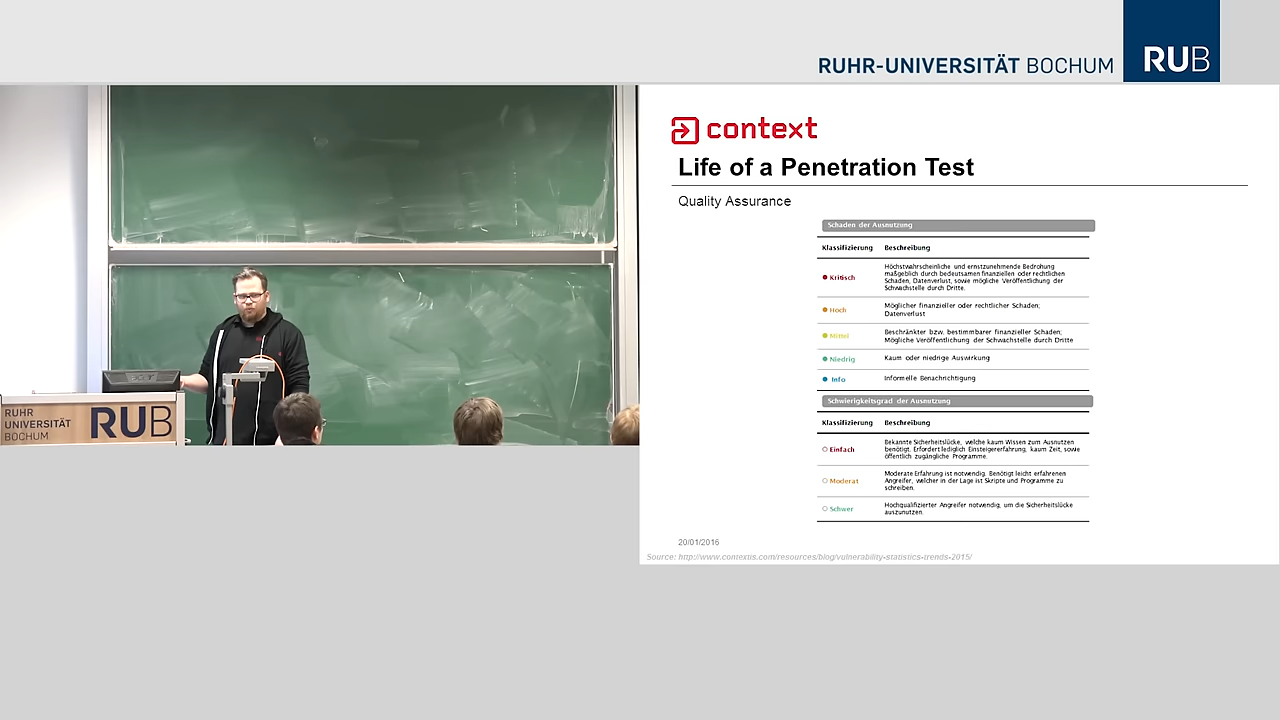 RUHR-UNIVERSITÄT BOCHUM RUB
RUHR
UNIVERSITÄT
BOCHUM
RUB
context
Life of a Penetration Test
Quality Assurance
Schaden der Ausnutzung
Klassifizierung Beschreibung
Kritisch
Höchstwahrscheinliche und ernstzunehmende Bedrohung
maßgeblich durch bedeutsamen finanziellen oder rechtlichen
Schaden, Datenverlust, sowie mögliche Veröffentlichung der
Schwachstelle durch Dritte.
Hoch
Möglicher finanzieller oder rechtlicher Schaden;
Datenverlust
Mittel
Beschränkter bzw. bestimmbarer finanzieller Schaden;
Mögliche Veröffentlichung der Schwachstelle durch Dritte
Niedrig Kaum oder niedrige Auswirkung
Info Informelle Benachrichtigung
Schwierigkeitsgrad der Ausnutzung
Klassifizierung Beschreibung
Einfach
Bekannte Sicherheitslücke, welche kaum Wissen zum Ausnutzen
benötigt. Erfordert lediglich Einsteigererfahrung, kaum Zeit, sowie
öffentlich zugängliche Programme.
Moderat
Moderate Erfahrung ist notwendig. Benötigt leicht erfahrenen
Angreifer, welcher in der Lage ist Skripte und Programme zu
schreiben.
Schwer
Hochqualifizierter Angreifer notwendig, um die Sicherheitslücke
auszunutzen.
20/01/2016
Source: http://www.contextis.com/resources/blog/vulnerability-statistics-trends-2015/